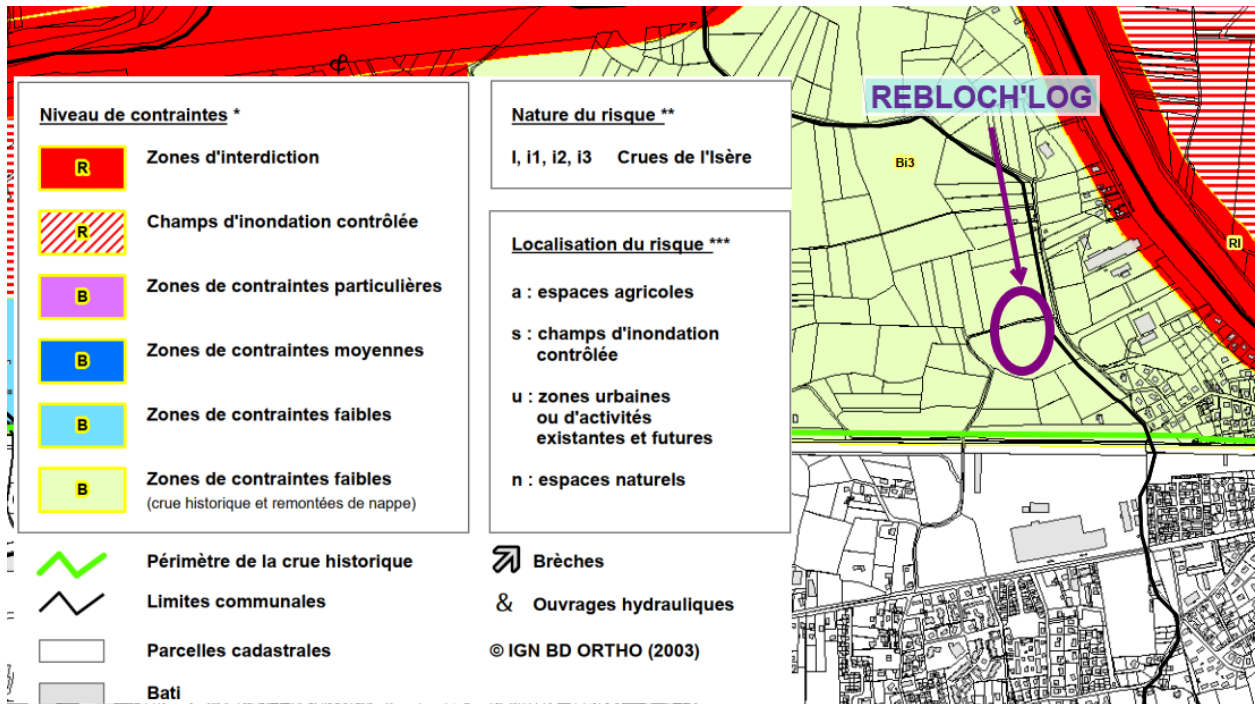 Niveau de contraintes *
R Zones d'interdiction
R Champs d'inondation contrôlée
B Zones de contraintes particulières
B Zones de contraintes moyennes
B Zones de contraintes faibles
B Zones de contraintes faibles
(crue historique et remontées de nappe)
Périmètre de la crue historique
Limites communales
Parcelles cadastrales
Bati
Nature du risque **
I, i1, i2, i3 Crues de l'Isère
Localisation du risque ***
a : espaces agricoles
s : champs d'inondation
contrôlée
u : zones urbaines
ou d'activités
existantes et futures
n : espaces naturels
Brèches
& Ouvrages hydrauliques
© IGN BD ORTHO (2003)
REBLOCH'LOG
Bi3
RI